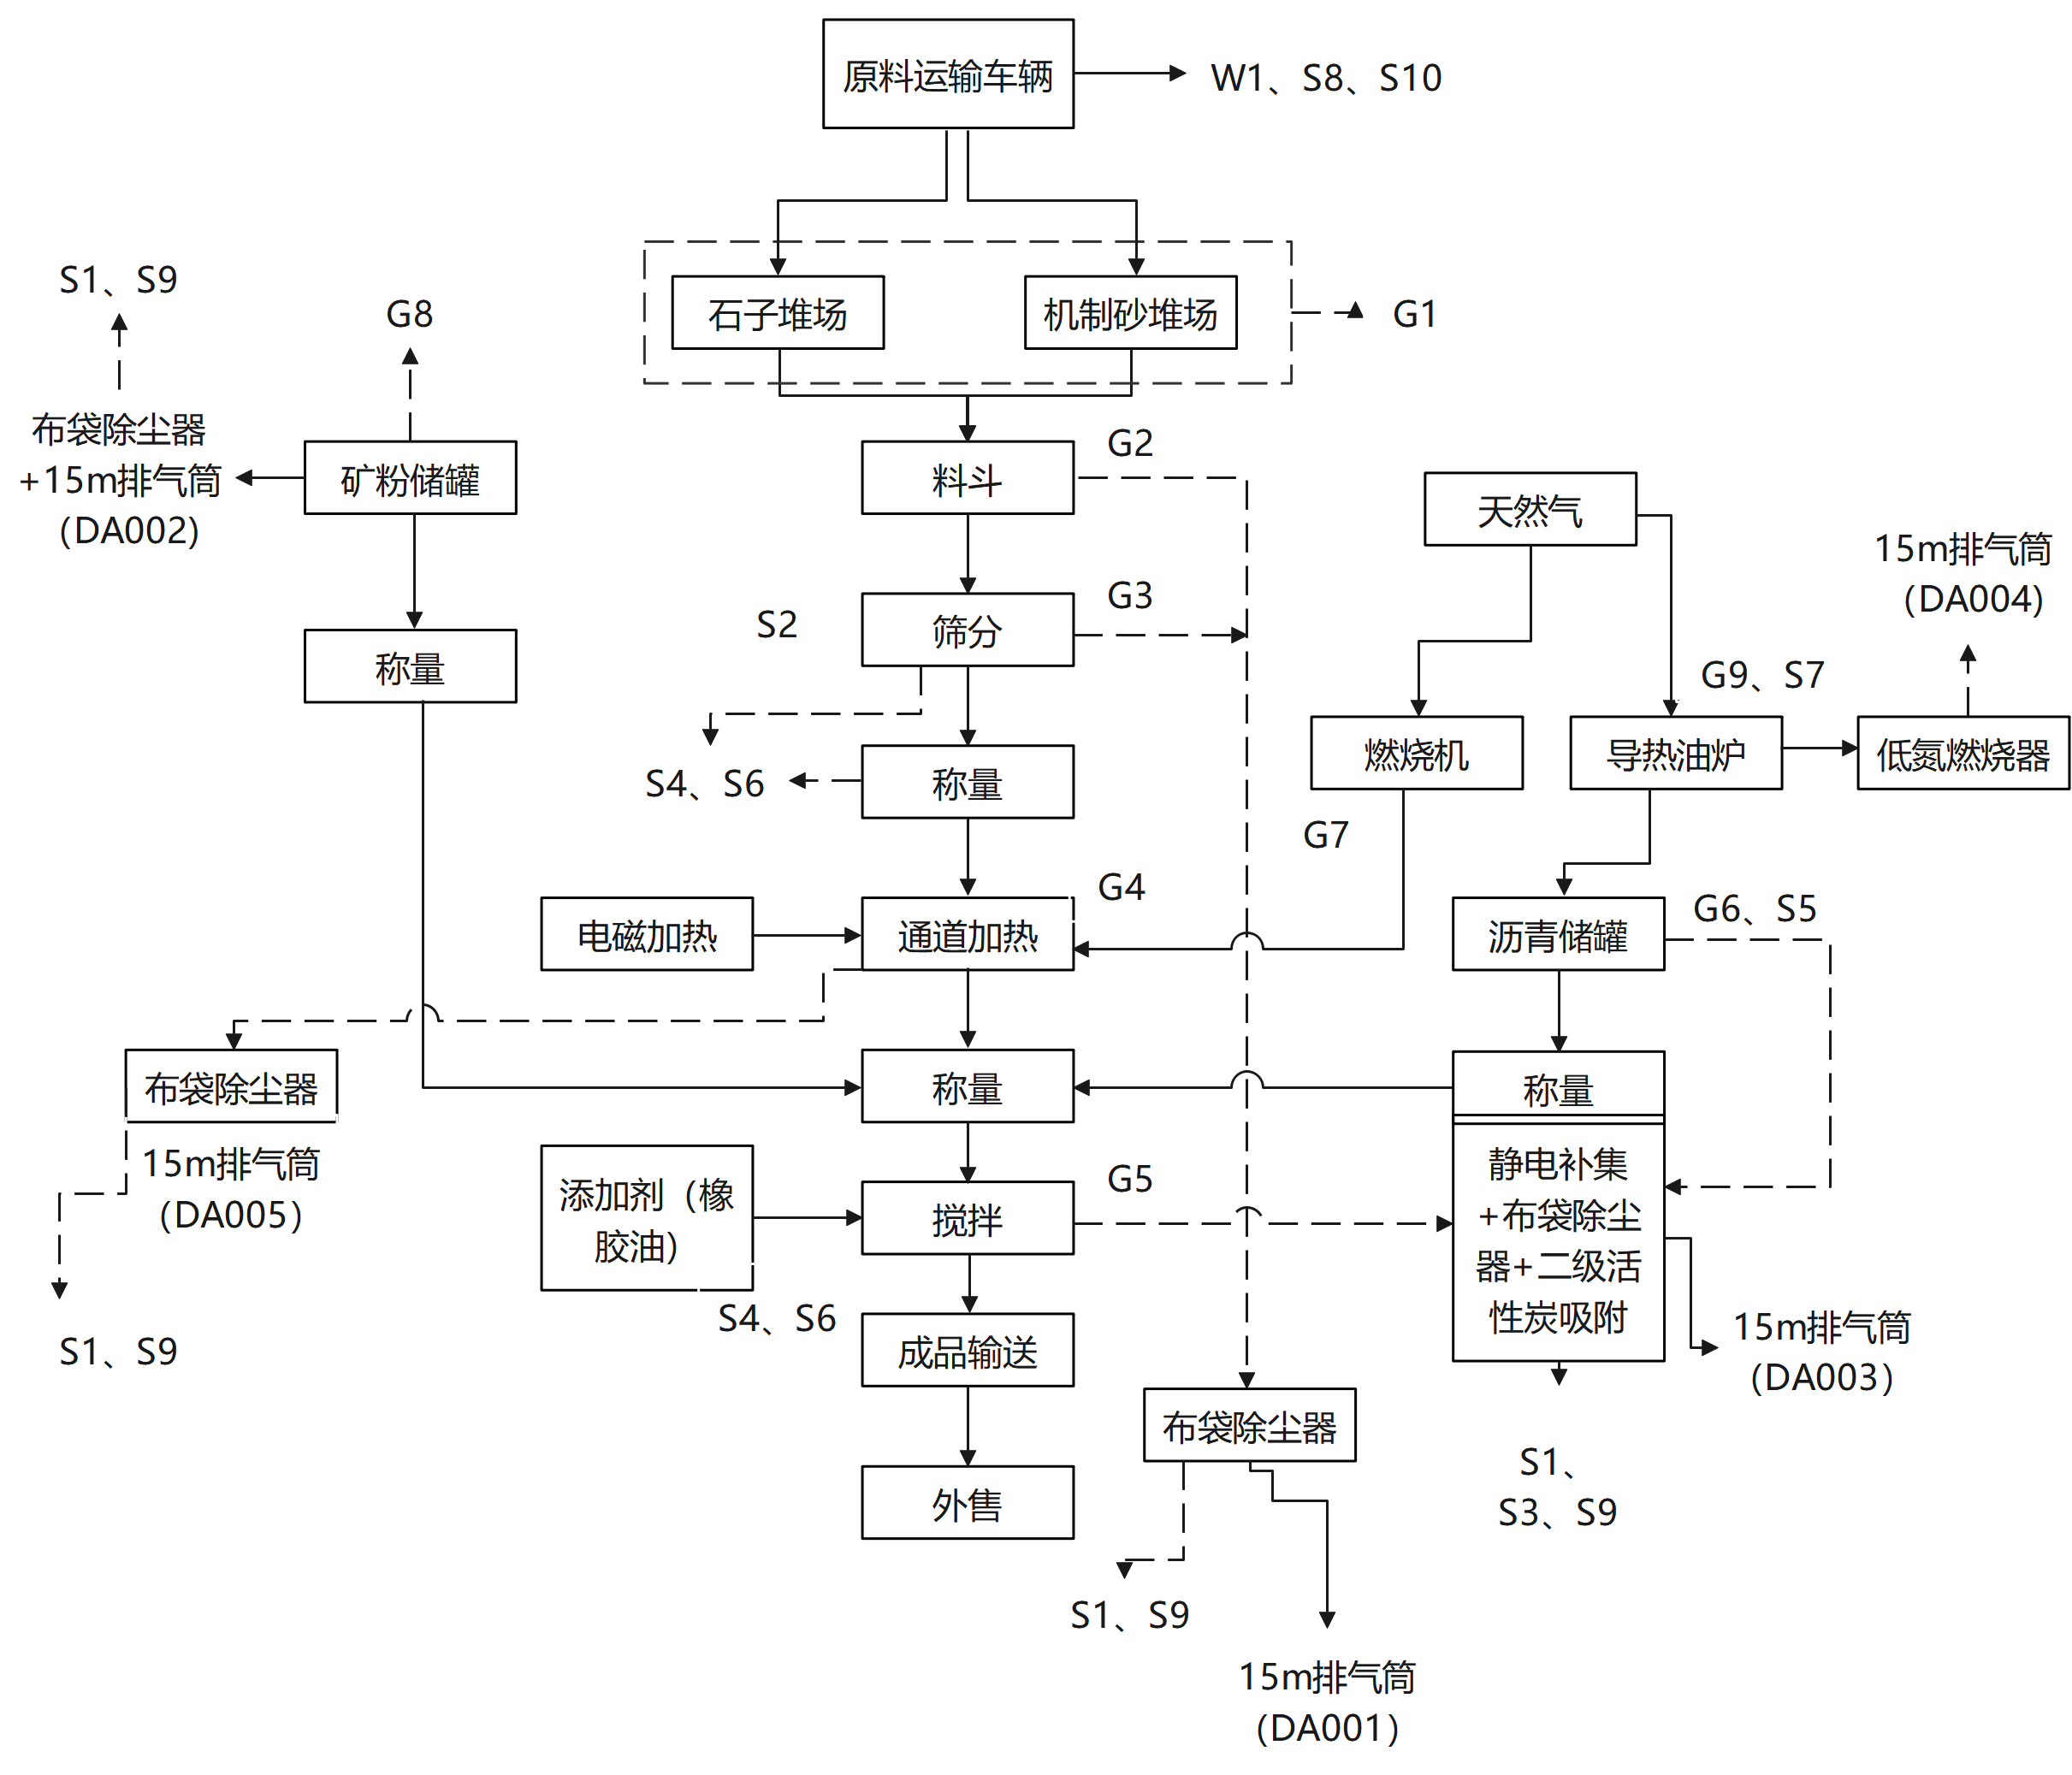 原料运输车辆
W1、S8、S10
S1、S9
G8
石子堆场
机制砂堆场
G1
布袋除尘器
+15m排气筒
(DA002)
矿粉储罐
料斗
G2
天然气
15m排气筒
(DA004)
S2
筛分
G3
称量
G9、S7
S4、S6
称量
燃烧机
导热油炉
低氮燃烧器
G7
电磁加热
通道加热
G4
沥青储罐
G6、S5
布袋除尘器
称量
称量
15m排气筒
(DA005)
添加剂（橡
胶油）
搅拌
G5
静电补集
+布袋除尘
器+二级活
性炭吸附
S1、S9
S4、S6
成品输送
15m排气筒
(DA003)
布袋除尘器
外售
S1、
S3、S9
S1、S9
15m排气筒
(DA001)